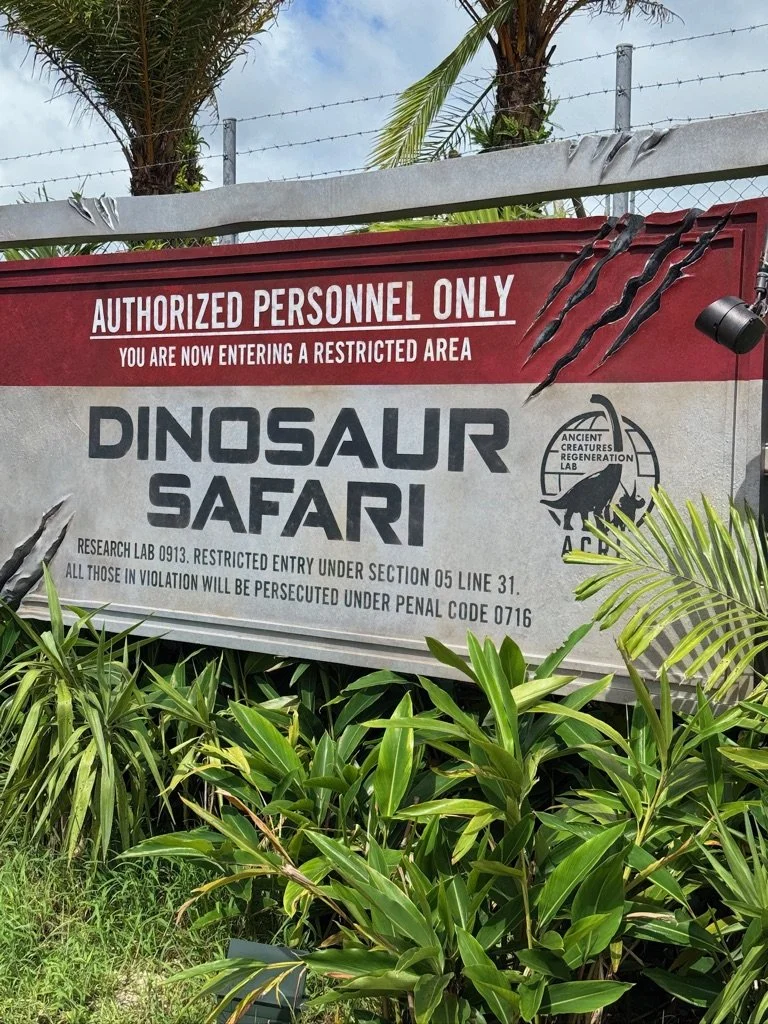 AUTHORIZED PERSONNEL ONLY
YOU ARE NOW ENTERING A RESTRICTED AREA
DINOSAUR
SAFARI
ANCIENT
CREATURES
REGENERATION
LAB
RESEARCH LAB 0913. RESTRICTED ENTRY UNDER SECTION 05 LINE 31.
ALL THOSE IN VIOLATION WILL BE PERSECUTED UNDER PENAL CODE 0716